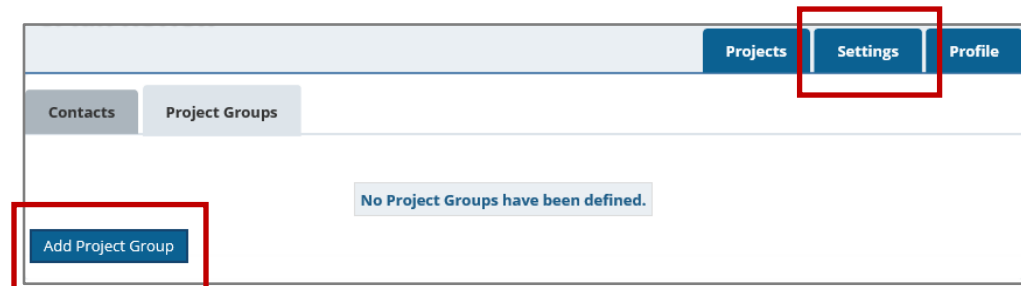 Projects Settings Profile
Contacts Project Groups
No Project Groups have been defined.
Add Project Group